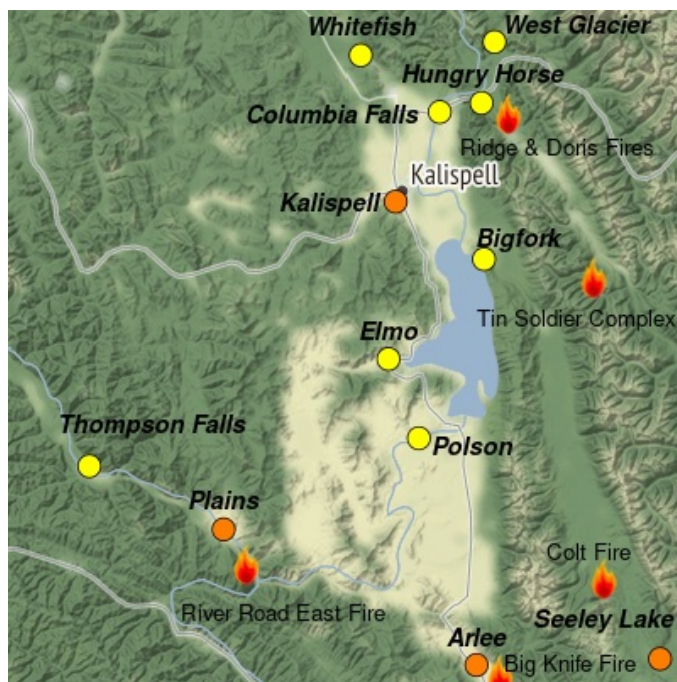 Whitefish
West Glacier
Hungry Horse
Columbia Falls
Ridge & Doris Fires
Kalispell
Kalispell
Bigfork
Tin Soldier Complex
Elmo
Thompson Falls
Polson
Plains
Colt Fire
River Road East Fire
Seeley Lake
Arlee
Big Knife Fire